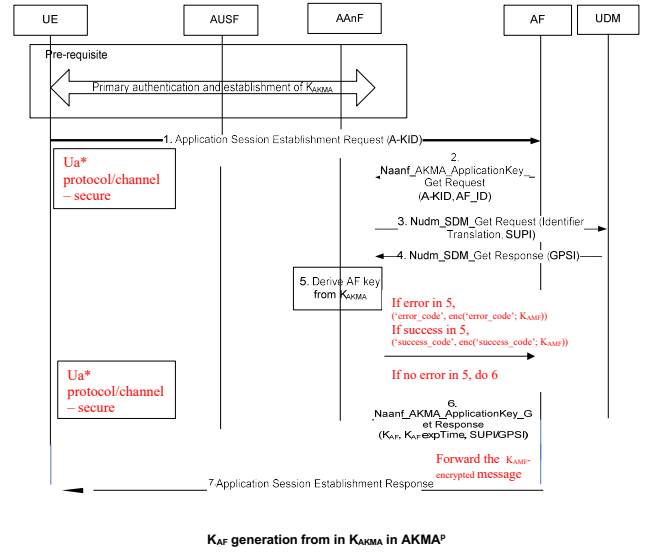 UE AUSF AAnF AF UDM
Pre-requisite
Primary authentication and establishment of KAKMA
1. Application Session Establishment Request (A-KID)
Ua*
protocol/channel
– secure
2.
Naanf_AKMA_ApplicationKey_
Get Request
(A-KID, AF_ID)
3. Nudm_SDM_Get Request (Identifier
Translation, SUPI)
4. Nudm_SDM_Get Response (GPSI)
5. Derive AF key
from KAKMA
If error in 5,
('error_code', enc('error_code'; KAMF))
If success in 5,
('success_code', enc('success_code'; KAMF))
If no error in 5, do 6
Ua*
protocol/channel
– secure
6.
Naanf_AKMA_ApplicationKey_G
et Response
(KAF, KAF expTime, SUPI/GPSI)
Forward the KAMF-
encrypted message
7.Application Session Establishment Response
KAF generation from in KAKMA in AKMAp